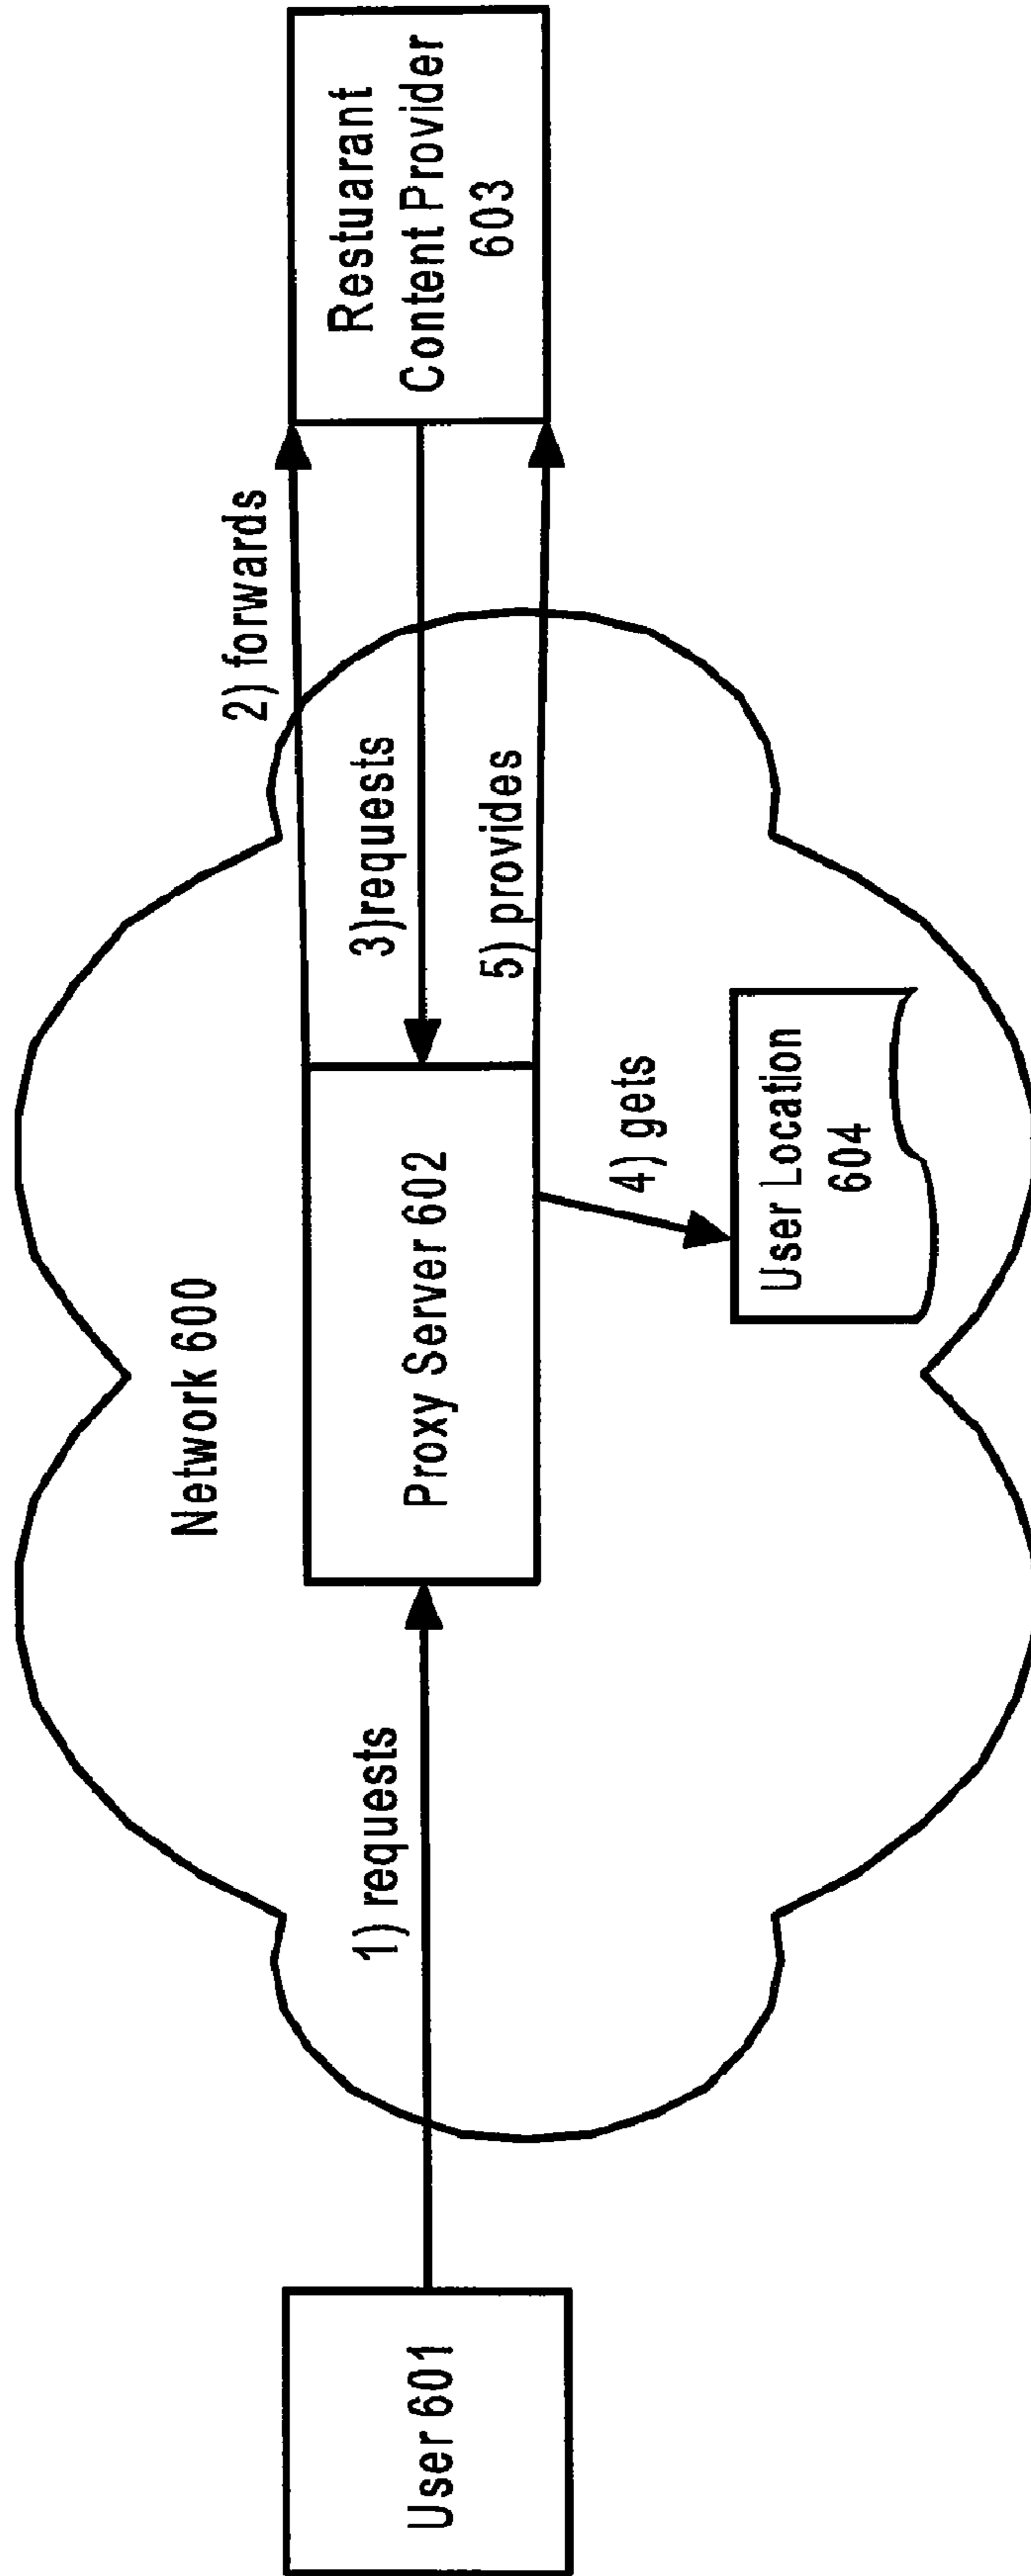 Network 600
User 601
1) requests
Proxy Server 602
2) forwards
3)requests
5) provides
4) gets
User Location
604
Restuarant
Content Provider
603